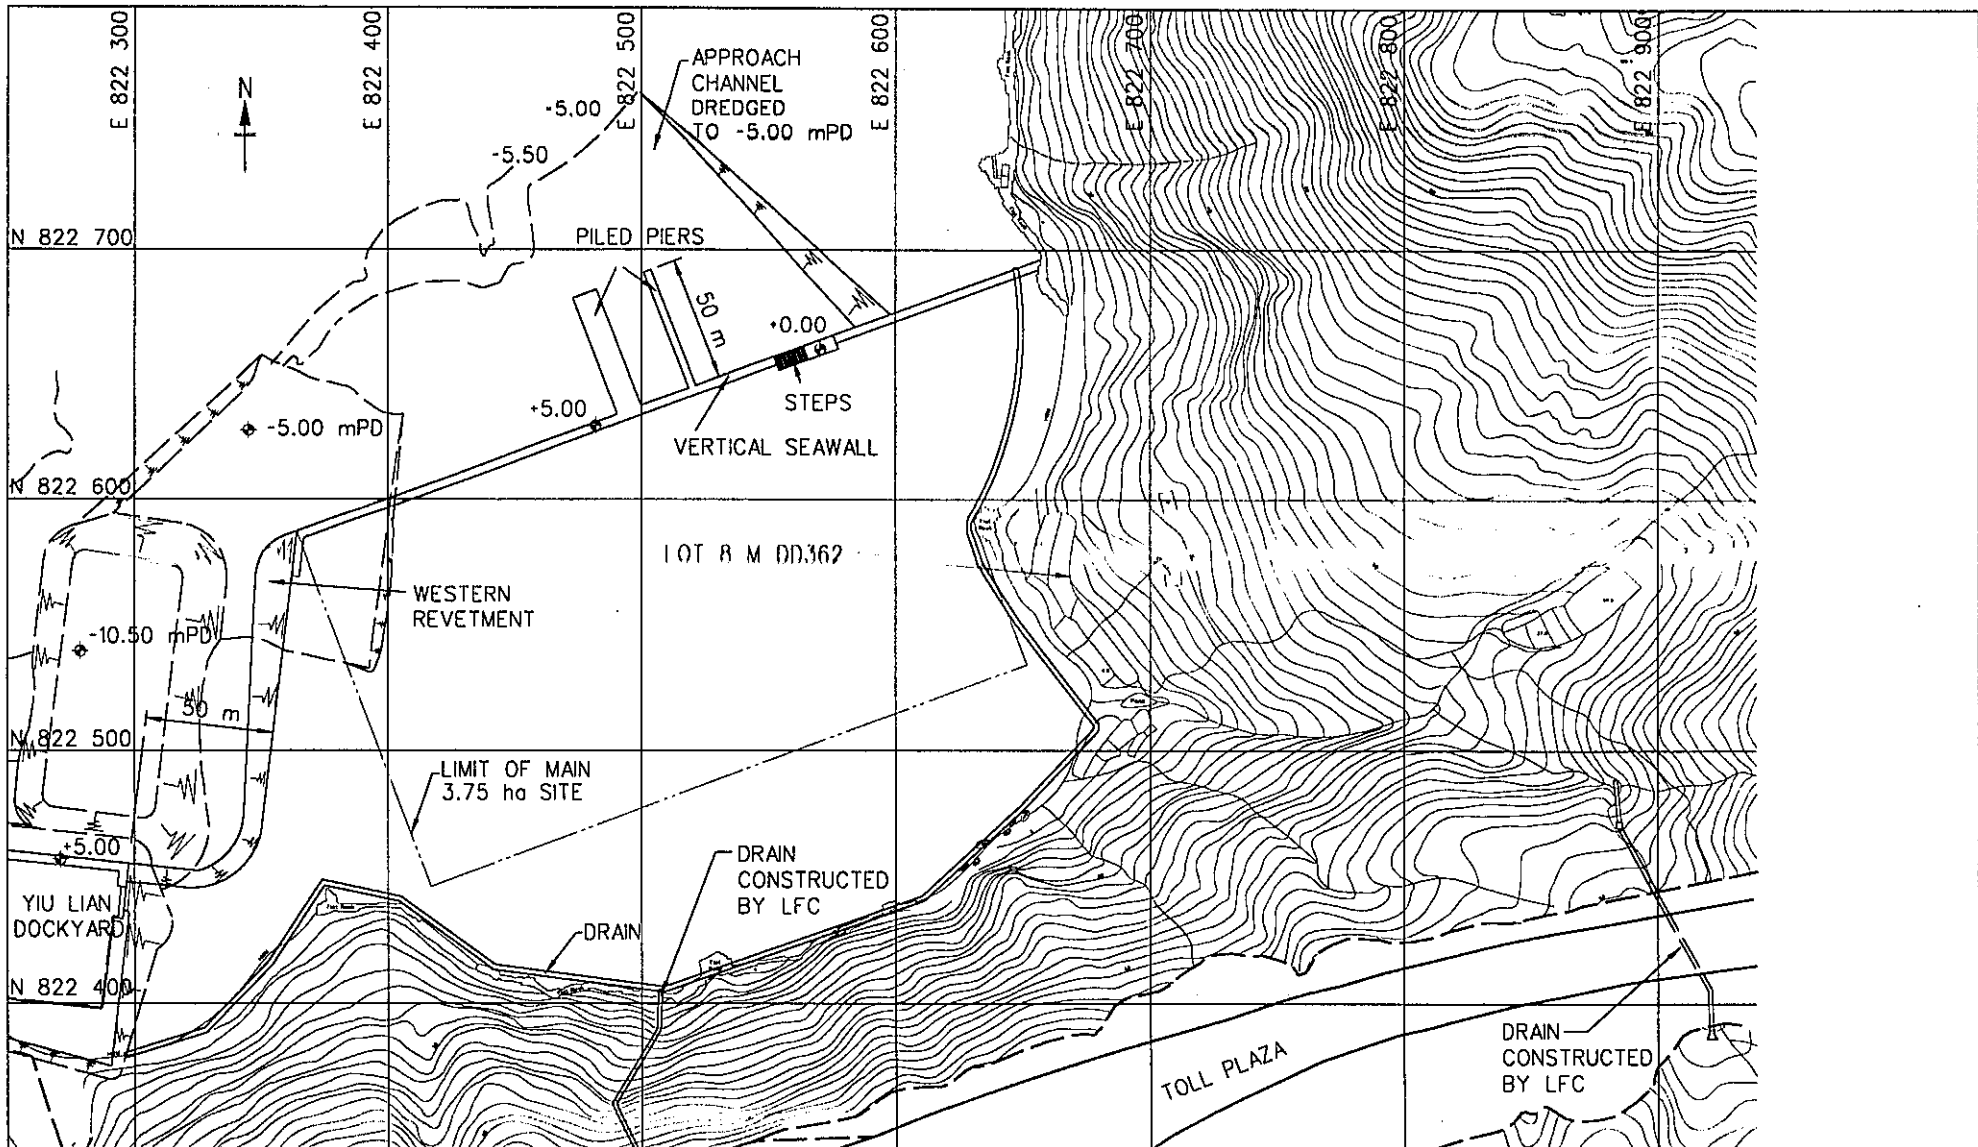 E 822 300
E 822 400
E 822 500
E 822 600
E 822 700
E 822 800
E 822 900
N
APPROACH
CHANNEL
DREDGED
TO -5.00 mPD
-5.00
-5.50
N 822 700
PILED PIERS
50 m
+0.00
STEPS
+5.00
VERTICAL SEAWALL
-5.00 mPD
N 822 600
LOT 8 M DD362
WESTERN
REVETMENT
-10.50 mPD
50 m
N 822 500
LIMIT OF MAIN
3.75 ha SITE
+5.00
DRAIN
CONSTRUCTED
BY LFC
YIU LIAN
DOCKYARD
DRAIN
N 822 400
TOLL PLAZA
DRAIN
CONSTRUCTED
BY LFC